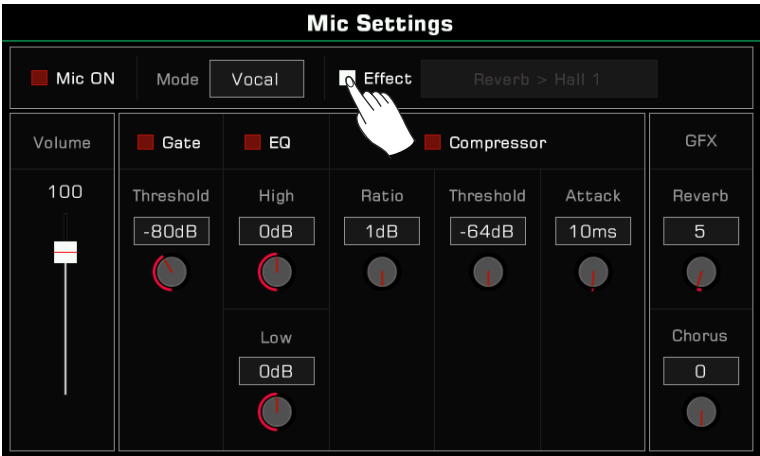 Mic Settings
Mic ON Mode Vocal Effect Reverb > Hall 1
Volume Gate EQ Compressor GFX
100 Threshold High Ratio Threshold Attack Reverb
-80dB 0dB 1dB -64dB 10ms 5
Low Chorus
0dB 0